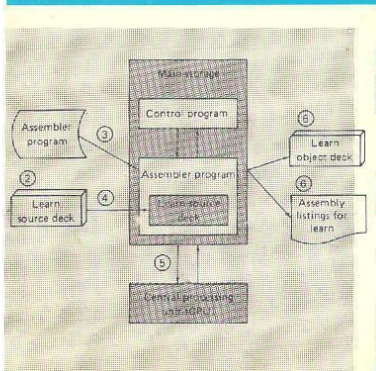 Main storage
Control program
Assembler
program
③
Assembler program
②
Learn
source deck
④
Learn source
deck
⑤
Central processing
unit (CPU)
⑥
Learn
object deck
⑥
Assembly
listings for
learn